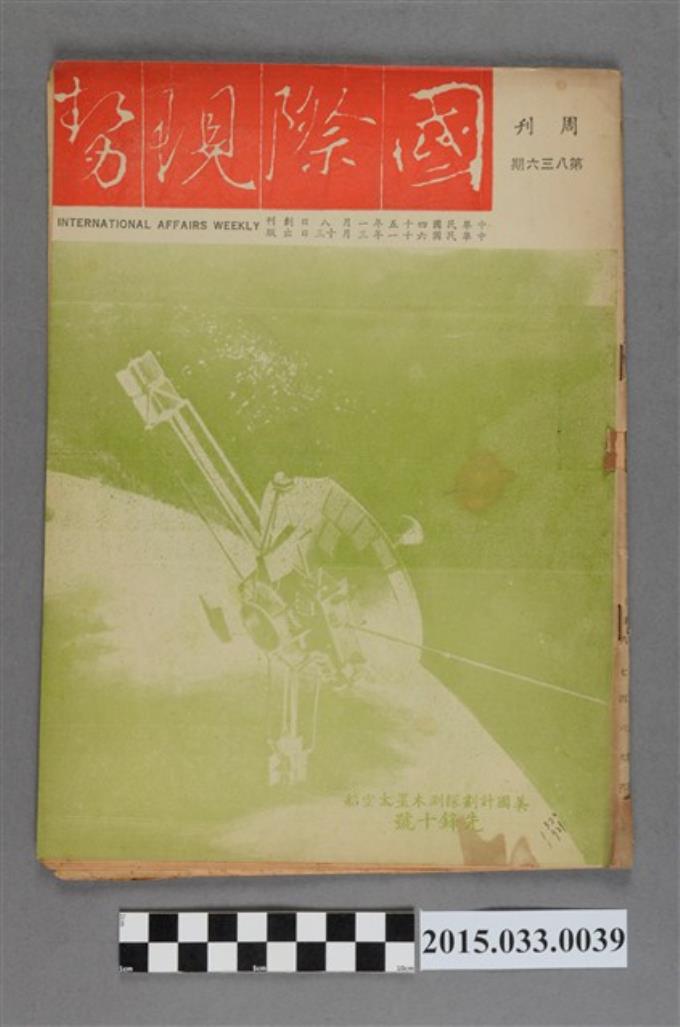 國際現勢
周刊
第八三六期
INTERNATIONAL AFFAIRS WEEKLY
中華民國四十五年一月八日創刊
中華民國六十一年三月十三日出版
美國計劃探測木星太空船
先鋒十號
2015.033.0039
1cm
5cm
10cm